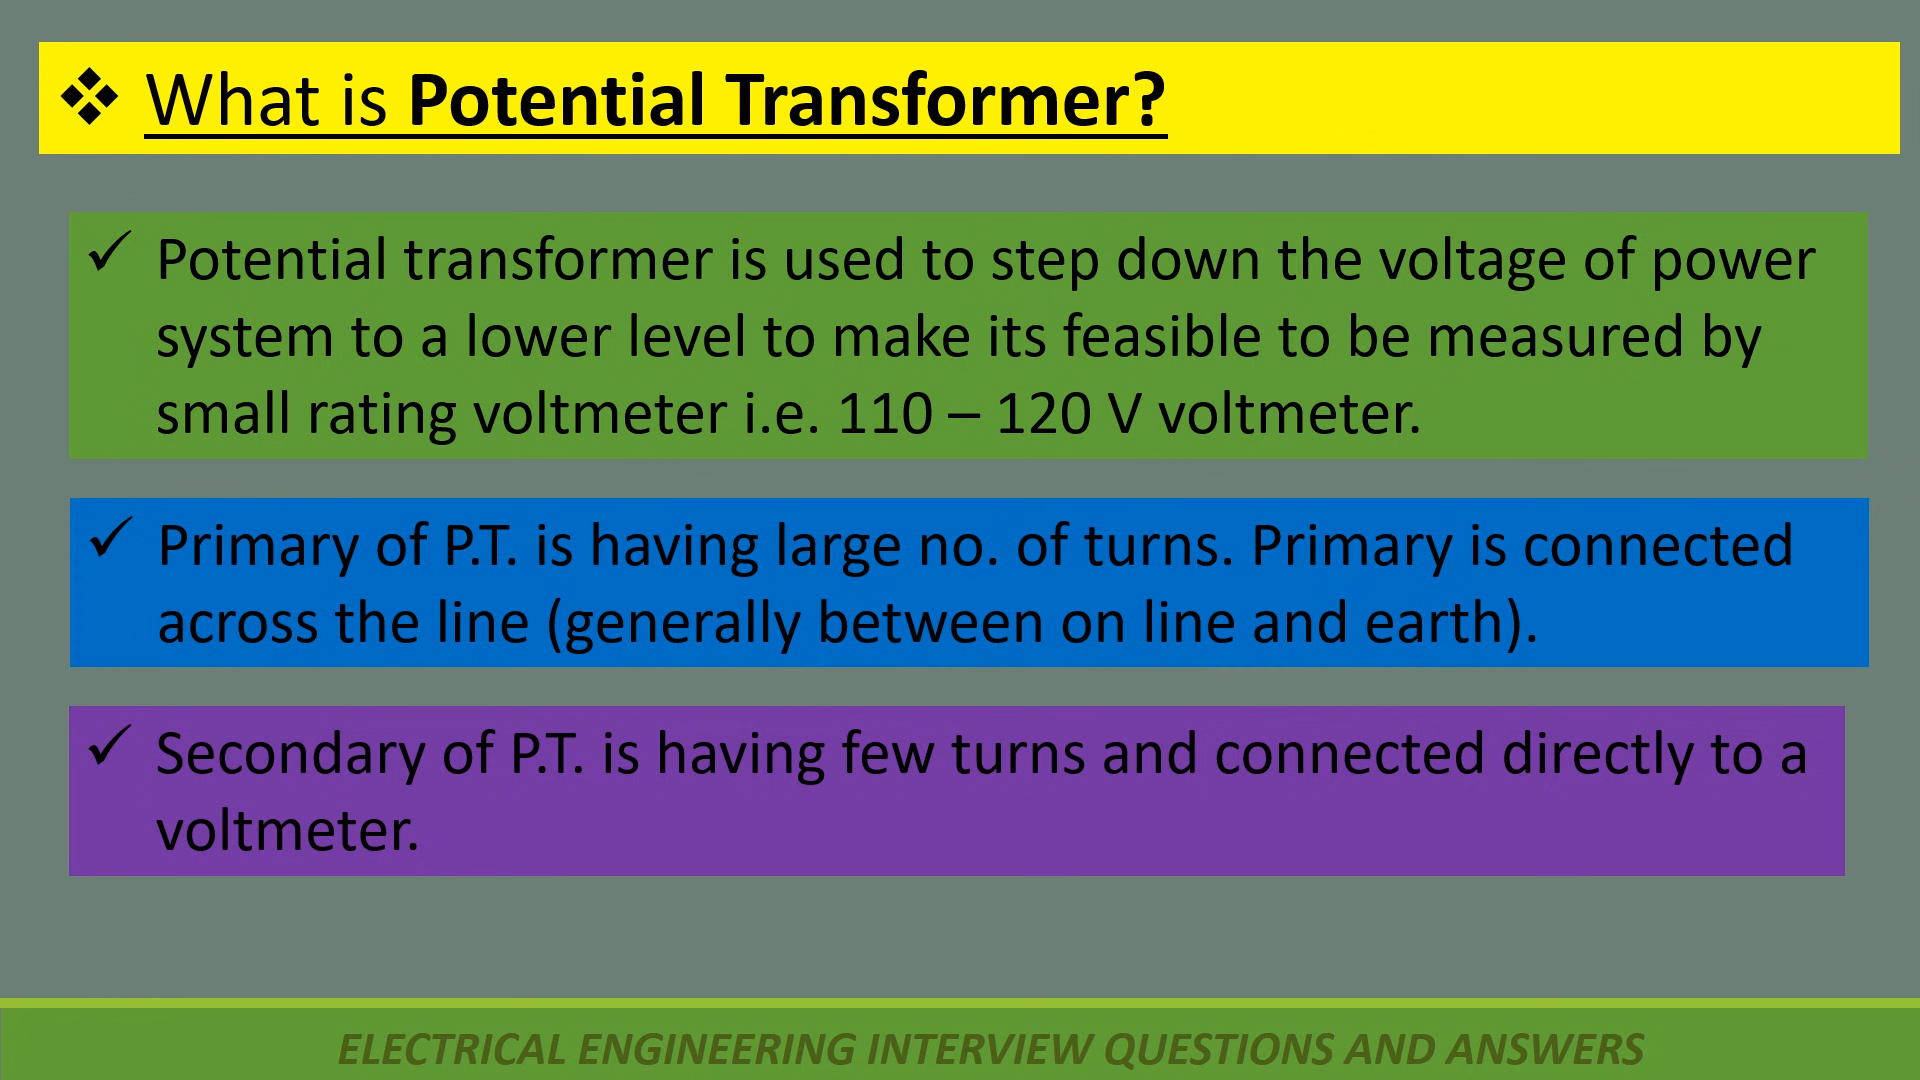 ❖ What is Potential Transformer?
✓ Potential transformer is used to step down the voltage of power
system to a lower level to make its feasible to be measured by
small rating voltmeter i.e. 110 – 120 V voltmeter.
✓ Primary of P.T. is having large no. of turns. Primary is connected
across the line (generally between on line and earth).
✓ Secondary of P.T. is having few turns and connected directly to a
voltmeter.
ELECTRICAL ENGINEERING INTERVIEW QUESTIONS AND ANSWERS